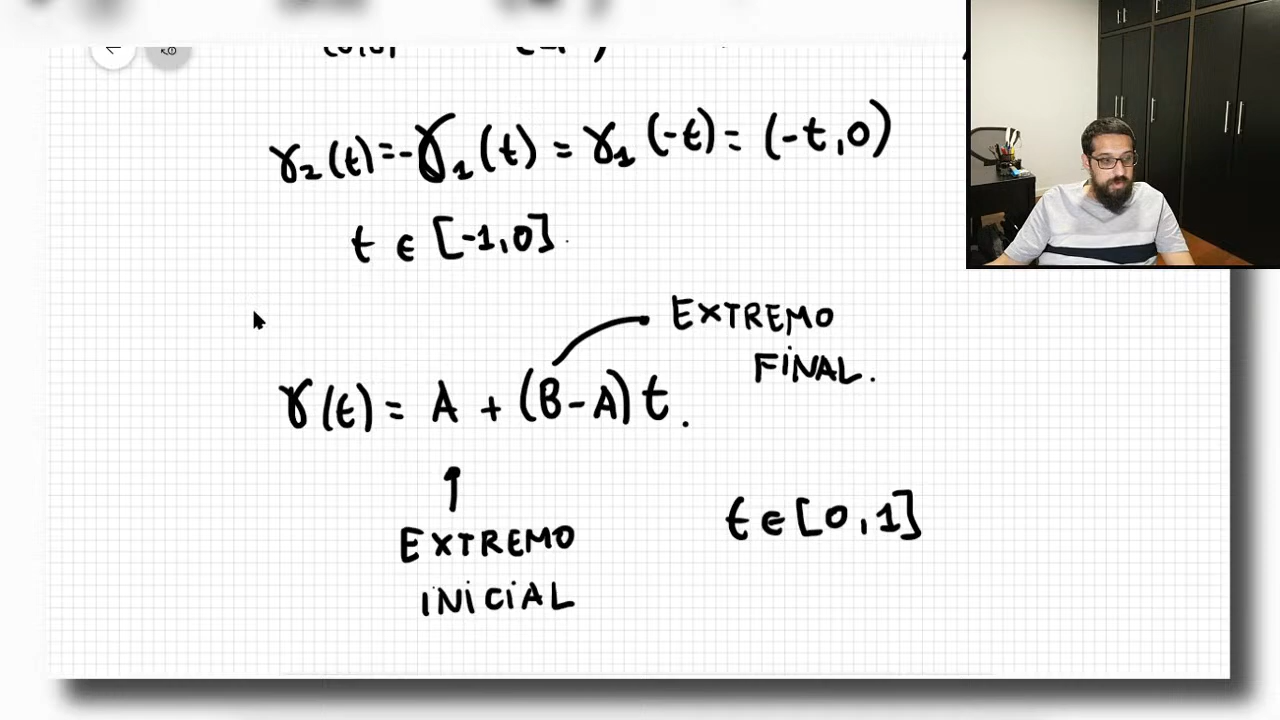 γ₂(t)=-γ₁(t) = γ₁(-t) = (-t,0)
t ∈ [-1,0].
EXTREMO
FINAL.
γ(t) = A + (B-A)t.
t ∈ [0,1]
EXTREMO
INICIAL